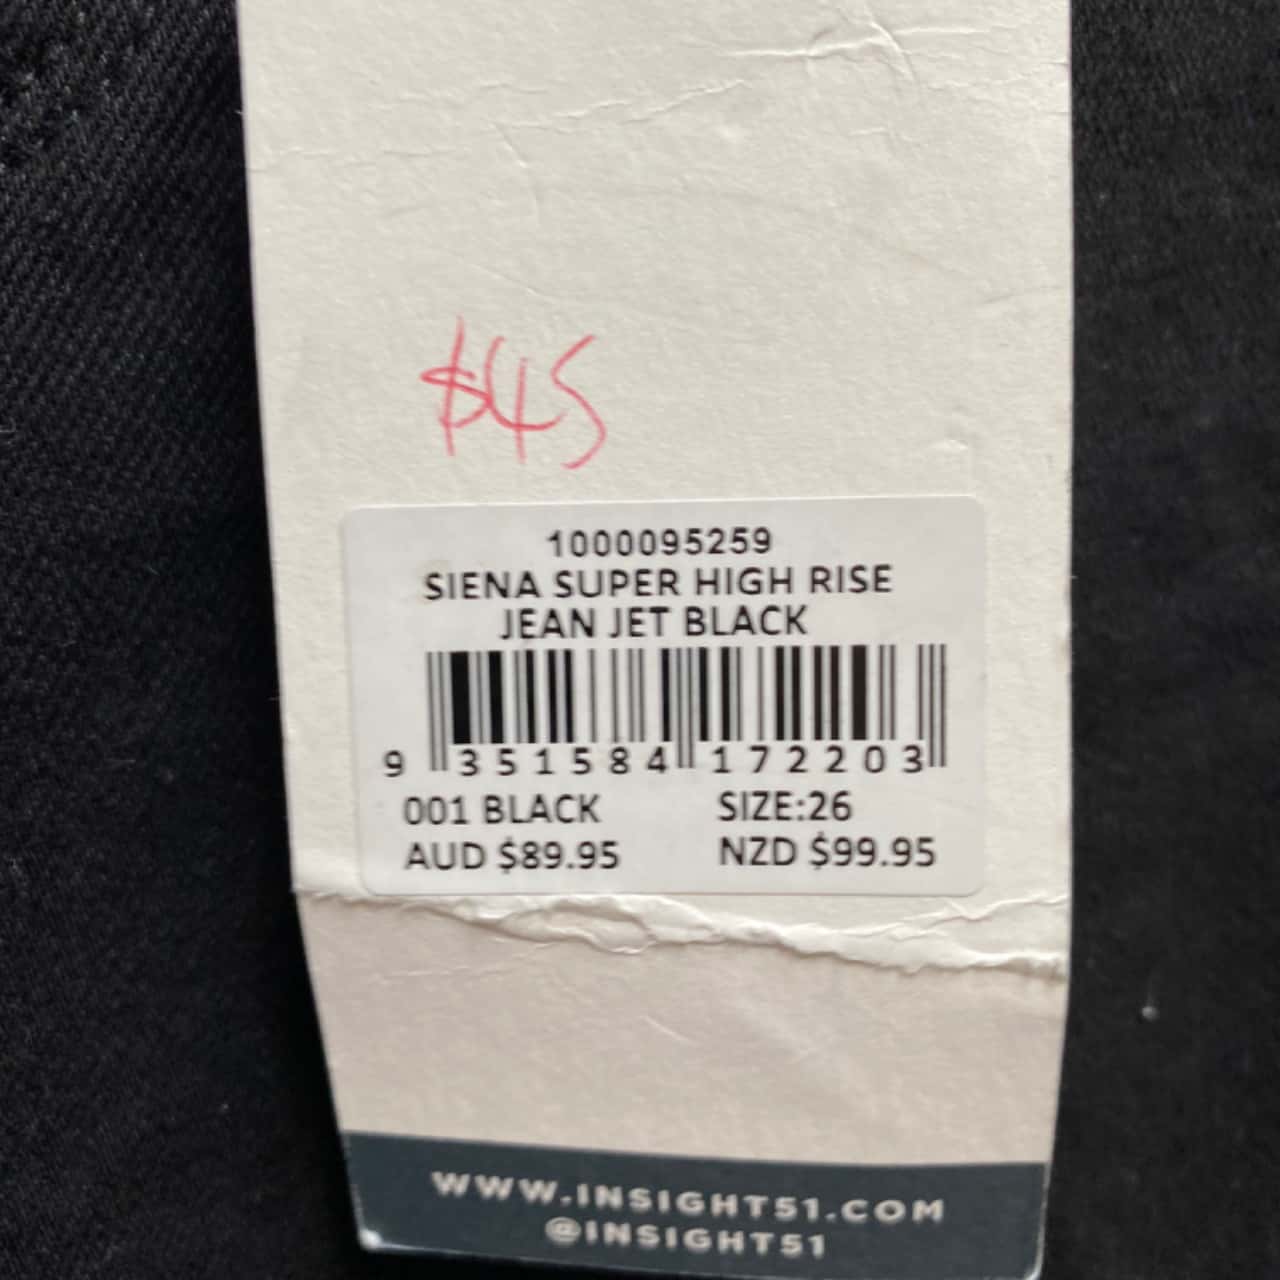 $45
1000095259
SIENA SUPER HIGH RISE
JEAN JET BLACK
9 351584 172203
001 BLACK SIZE:26
AUD $89.95 NZD $99.95
WWW.INSIGHT51.COM
@INSIGHT51